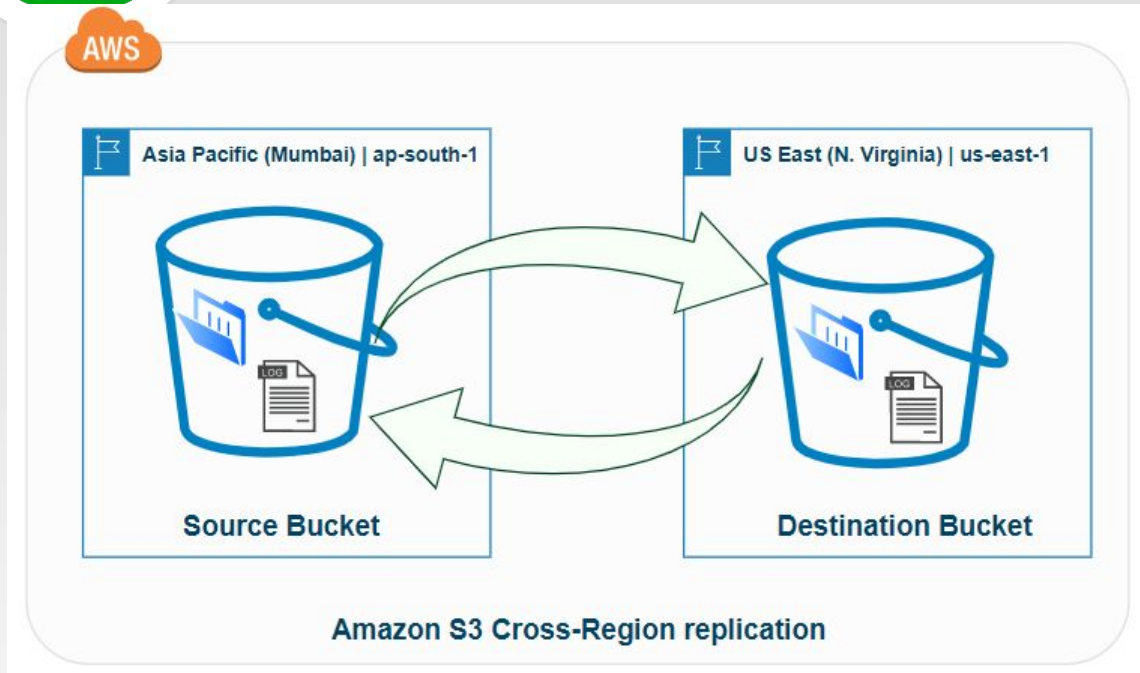 AWS
Asia Pacific (Mumbai) | ap-south-1
US East (N. Virginia) | us-east-1
LOG
LOG
Source Bucket
Destination Bucket
Amazon S3 Cross-Region replication